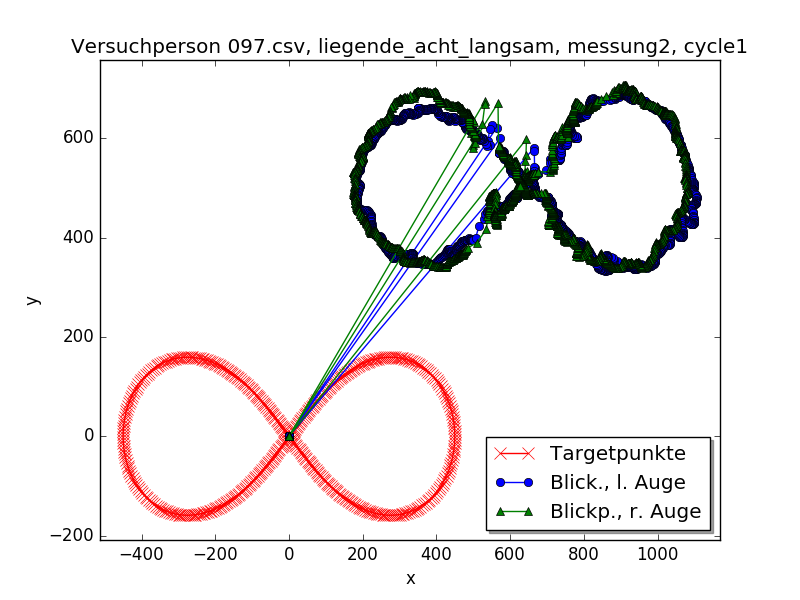 Versuchperson 097.csv, liegende_acht_langsam, messung2, cycle1
y
600
400
200
0
−200
−400
−200
0
200
400
600
800
1000
x
Targetpunkte
Blick., l. Auge
Blickp., r. Auge